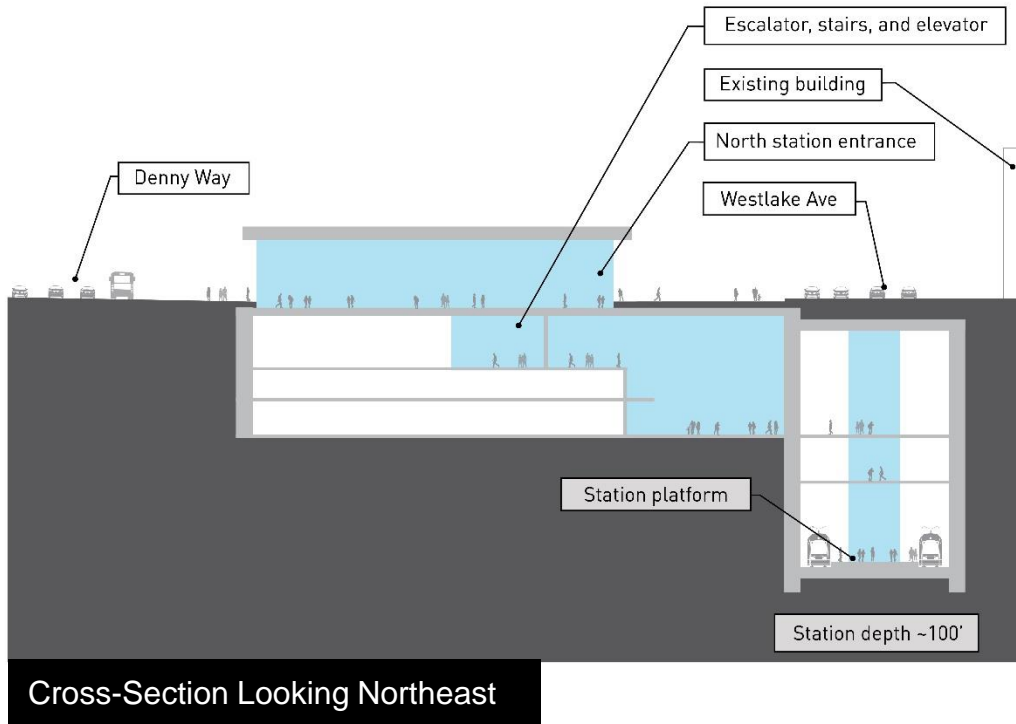 Escalator, stairs, and elevator
Existing building
North station entrance
Denny Way
Westlake Ave
Station platform
Station depth ~100'
Cross-Section Looking Northeast